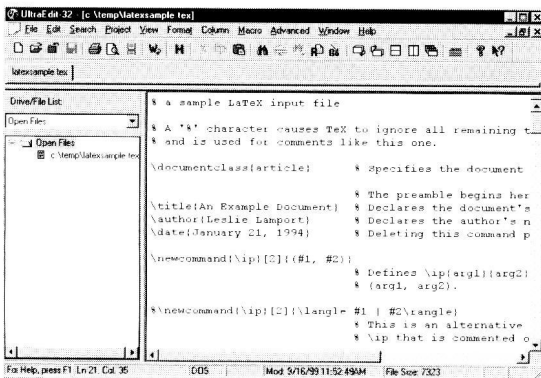 UltraEdit-32 - [c:\temp\latexsample tex]
File Edit Search Project View Format Column Macro Advanced Window Help
latexsample tex
Drive/File List:
Open Files
Open Files
c:\temp\latexsample tex
% a sample LaTeX input file
% A '%' character causes TeX to ignore all remaining t
% and is used for comments like this one.
\documentclass{article} % Specifies the document
% The preamble begins her
\title{An Example Document} % Declares the document's
\author{Leslie Lamport} % Declares the author's n
\date{January 21, 1994} % Deleting this command p
\newcommand{\ip}[2]{(#1, #2)}
% Defines \ip{arg1}{arg2}
% (arg1, arg2).
%\newcommand{\ip}[2]{\langle #1 | #2\rangle}
% This is an alternative
% \ip that is commented o
For Help, press F1 Ln 21, Col. 35 DOS Mod: 3/16/99 11:52:49AM File Size: 7323